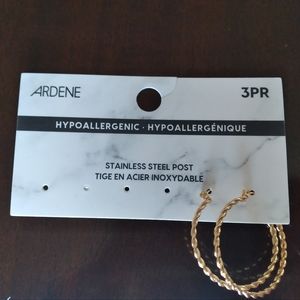 ARDENE
3PR
HYPOALLERGENIC · HYPOALLERGÉNIQUE
STAINLESS STEEL POST
TIGE EN ACIER INOXYDABLE